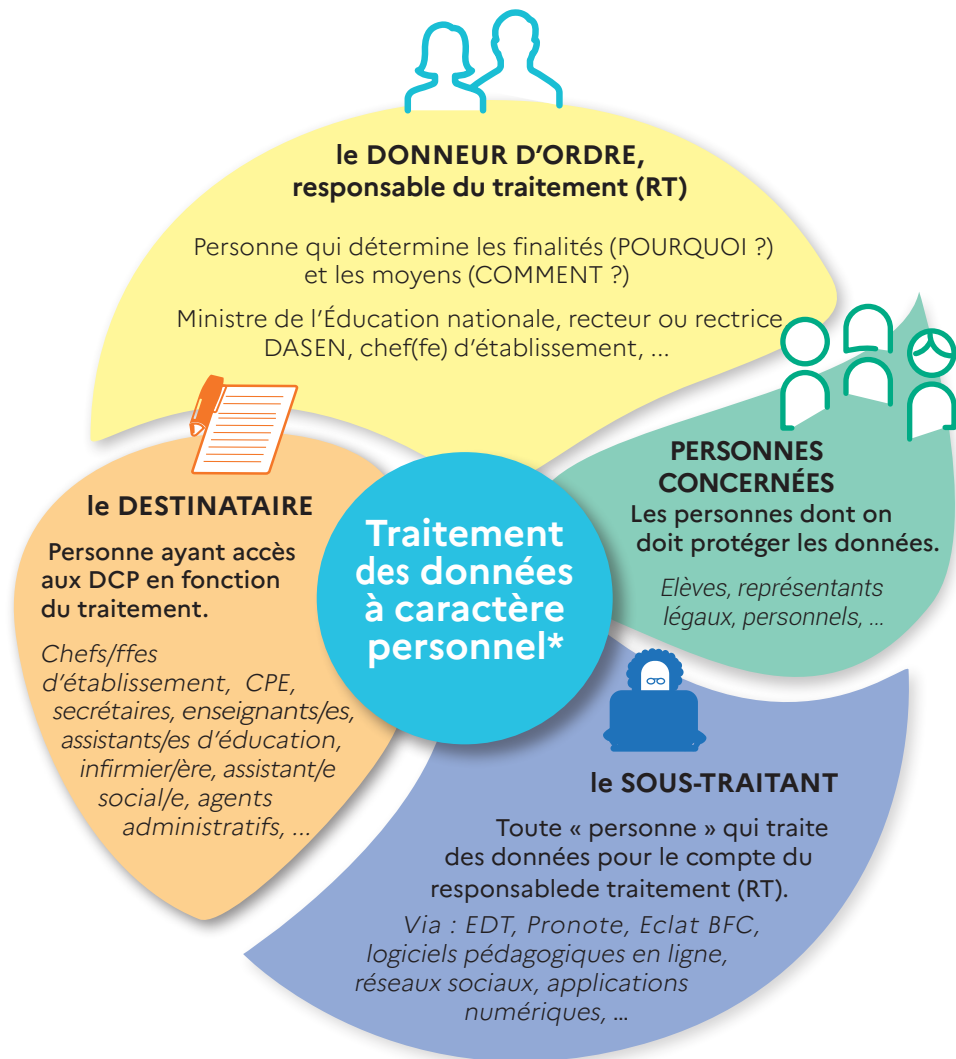 le DONNEUR D’ORDRE,
responsable du traitement (RT)
Personne qui détermine les finalités (POURQUOI ?)
et les moyens (COMMENT ?)
Ministre de l’Éducation nationale, recteur ou rectrice
DASEN, chef(fe) d’établissement, ...
PERSONNES
CONCERNÉES
Les personnes dont on
doit protéger les données.
Elèves, représentants
légaux, personnels, ...
le DESTINATAIRE
Personne ayant accès
aux DCP en fonction
du traitement.
Chefs/ffes
d’établissement, CPE,
secrétaires, enseignants/es,
assistants/es d’éducation,
infirmier/ère, assistant/e
social/e, agents
administratifs, ...
Traitement
des données
à caractère
personnel*
le SOUS-TRAITANT
Toute « personne » qui traite
des données pour le compte du
responsablede traitement (RT).
Via : EDT, Pronote, Eclat BFC,
logiciels pédagogiques en ligne,
réseaux sociaux, applications
numériques, ...